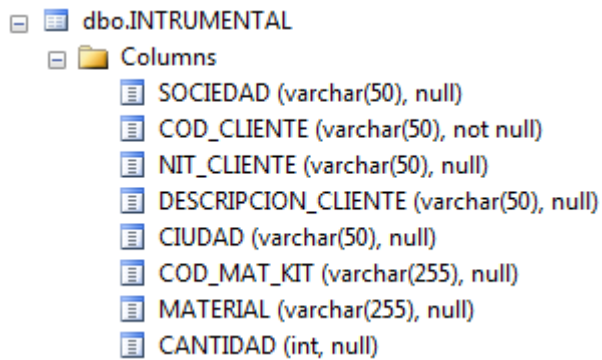 dbo.INTRUMENTAL
Columns
SOCIEDAD (varchar(50), null)
COD_CLIENTE (varchar(50), not null)
NIT_CLIENTE (varchar(50), null)
DESCRIPCION_CLIENTE (varchar(50), null)
CIUDAD (varchar(50), null)
COD_MAT_KIT (varchar(255), null)
MATERIAL (varchar(255), null)
CANTIDAD (int, null)